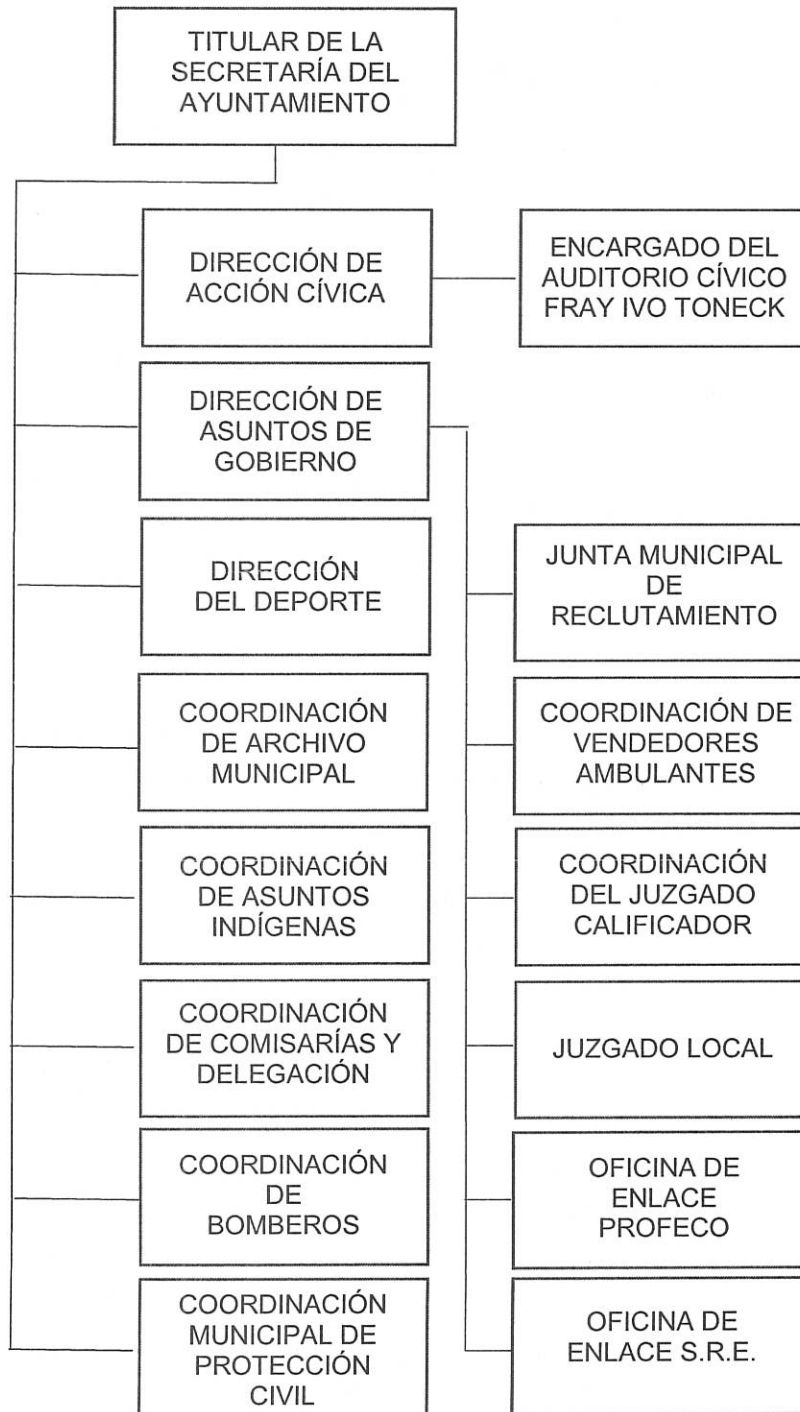 TITULAR DE LA
SECRETARÍA DEL
AYUNTAMIENTO
DIRECCIÓN DE
ACCIÓN CÍVICA
ENCARGADO DEL
AUDITORIO CÍVICO
FRAY IVO TONECK
DIRECCIÓN DE
ASUNTOS DE
GOBIERNO
DIRECCIÓN
DEL DEPORTE
JUNTA MUNICIPAL
DE
RECLUTAMIENTO
COORDINACIÓN
DE ARCHIVO
MUNICIPAL
COORDINACIÓN DE
VENDEDORES
AMBULANTES
COORDINACIÓN
DE ASUNTOS
INDÍGENAS
COORDINACIÓN
DEL JUZGADO
CALIFICADOR
COORDINACIÓN
DE COMISARÍAS Y
DELEGACIÓN
JUZGADO LOCAL
COORDINACIÓN
DE
BOMBEROS
OFICINA DE
ENLACE
PROFECO
COORDINACIÓN
MUNICIPAL DE
PROTECCIÓN
CIVIL
OFICINA DE
ENLACE S.R.E.